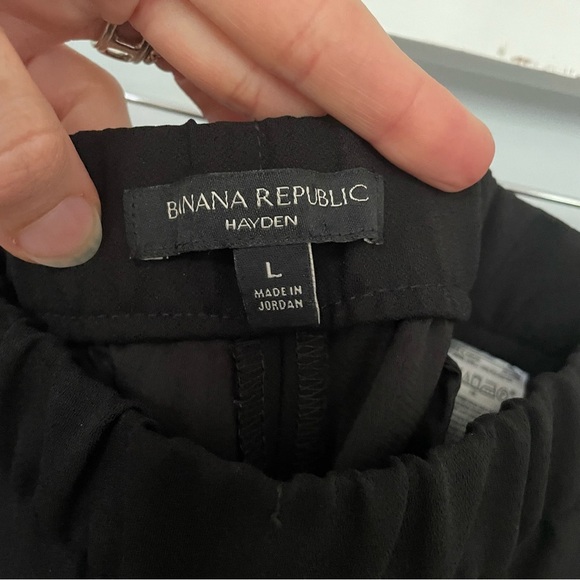 BANANA REPUBLIC
HAYDEN
L
MADE IN
JORDAN